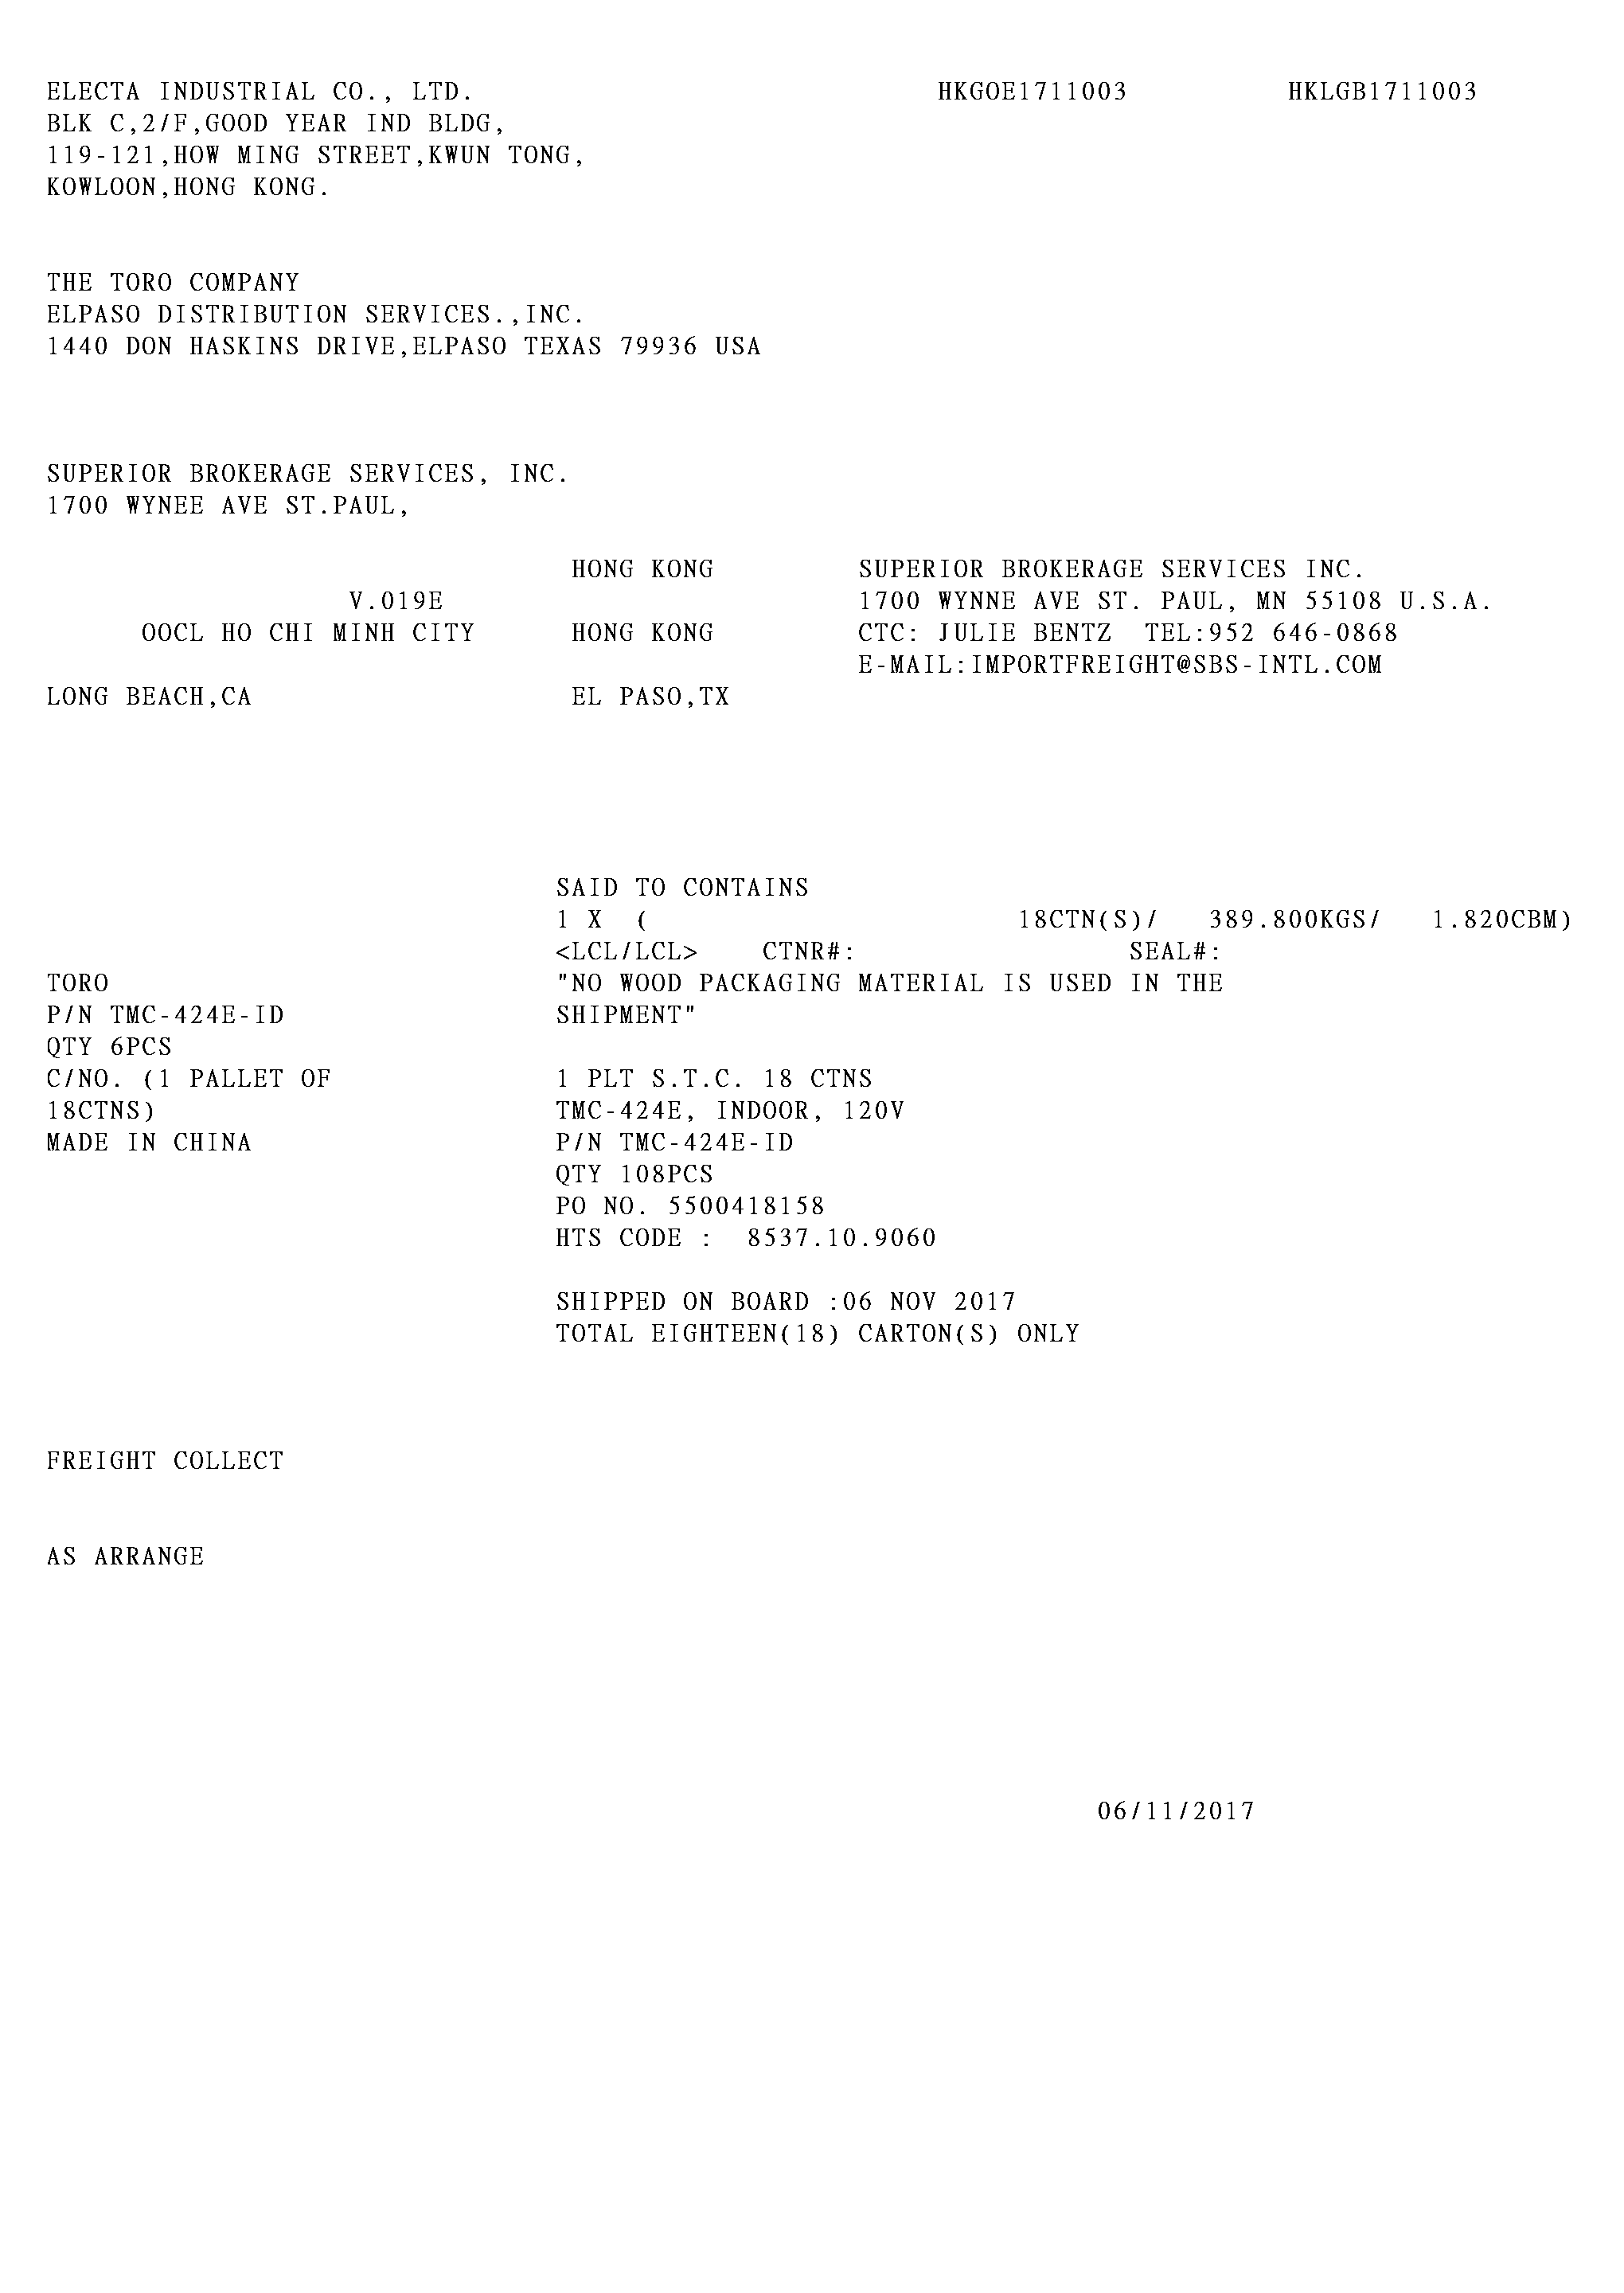 ELECTA INDUSTRIAL CO., LTD. HKGOE1711003 HKLGB1711003
BLK C,2/F,GOOD YEAR IND BLDG,
119-121,HOW MING STREET,KWUN TONG,
KOWLOON,HONG KONG.
THE TORO COMPANY
ELPASO DISTRIBUTION SERVICES.,INC.
1440 DON HASKINS DRIVE,ELPASO TEXAS 79936 USA
SUPERIOR BROKERAGE SERVICES, INC.
1700 WYNEE AVE ST.PAUL,
HONG KONG SUPERIOR BROKERAGE SERVICES INC.
V.019E 1700 WYNNE AVE ST. PAUL, MN 55108 U.S.A.
OOCL HO CHI MINH CITY HONG KONG CTC: JULIE BENTZ TEL:952 646-0868
E-MAIL:IMPORTFREIGHT@SBS-INTL.COM
LONG BEACH,CA EL PASO,TX
SAID TO CONTAINS
1 X ( 18CTN(S)/ 389.800KGS/ 1.820CBM)
<LCL/LCL> CTNR#: SEAL#:
TORO "NO WOOD PACKAGING MATERIAL IS USED IN THE
P/N TMC-424E-ID SHIPMENT"
QTY 6PCS
C/NO. (1 PALLET OF 1 PLT S.T.C. 18 CTNS
18CTNS) TMC-424E, INDOOR, 120V
MADE IN CHINA P/N TMC-424E-ID
QTY 108PCS
PO NO. 5500418158
HTS CODE : 8537.10.9060
SHIPPED ON BOARD :06 NOV 2017
TOTAL EIGHTEEN(18) CARTON(S) ONLY
FREIGHT COLLECT
AS ARRANGE
06/11/2017